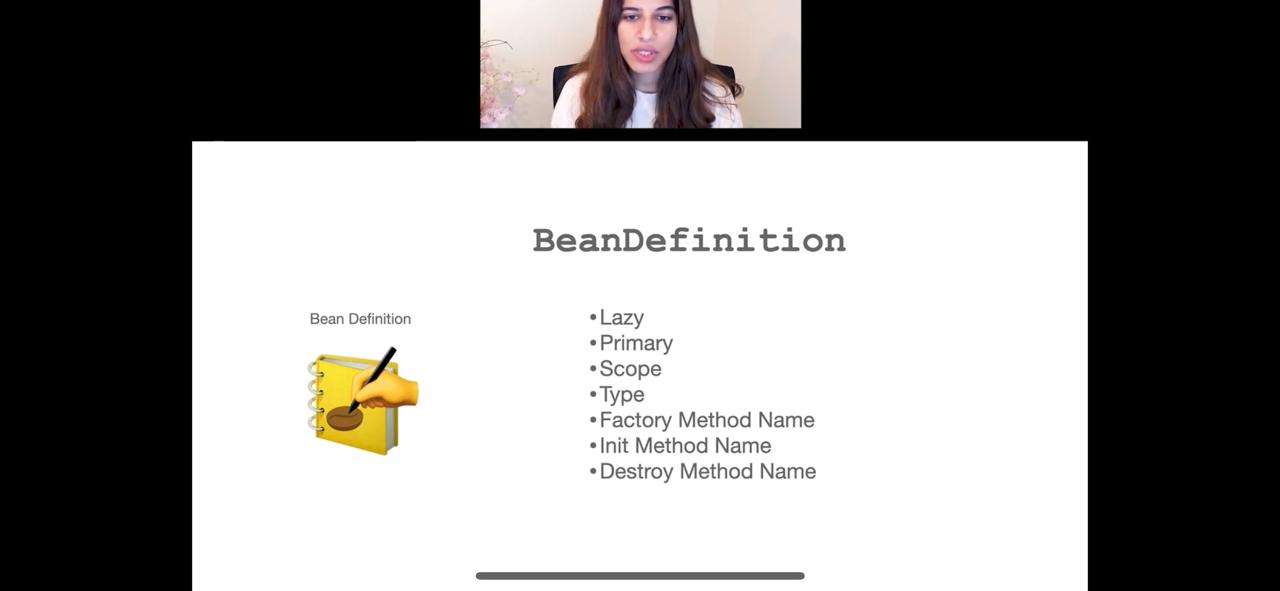 BeanDefinition
Bean Definition
•Lazy
•Primary
•Scope
•Type
•Factory Method Name
•Init Method Name
•Destroy Method Name